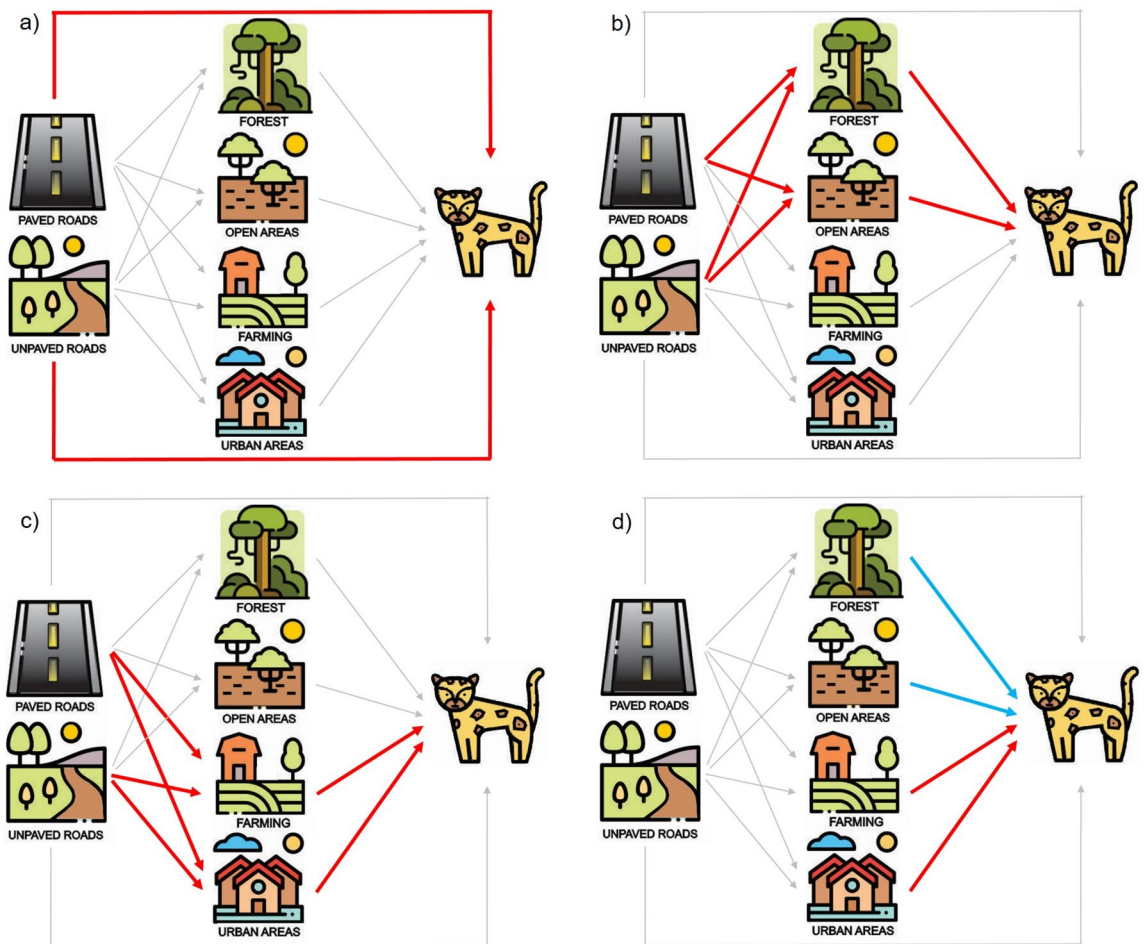 a)
FOREST
PAVED ROADS
OPEN AREAS
UNPAVED ROADS
FARMING
URBAN AREAS
b)
FOREST
PAVED ROADS
OPEN AREAS
UNPAVED ROADS
FARMING
URBAN AREAS
c)
FOREST
PAVED ROADS
OPEN AREAS
UNPAVED ROADS
FARMING
URBAN AREAS
d)
FOREST
PAVED ROADS
OPEN AREAS
UNPAVED ROADS
FARMING
URBAN AREAS